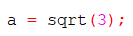 a = sqrt(3);